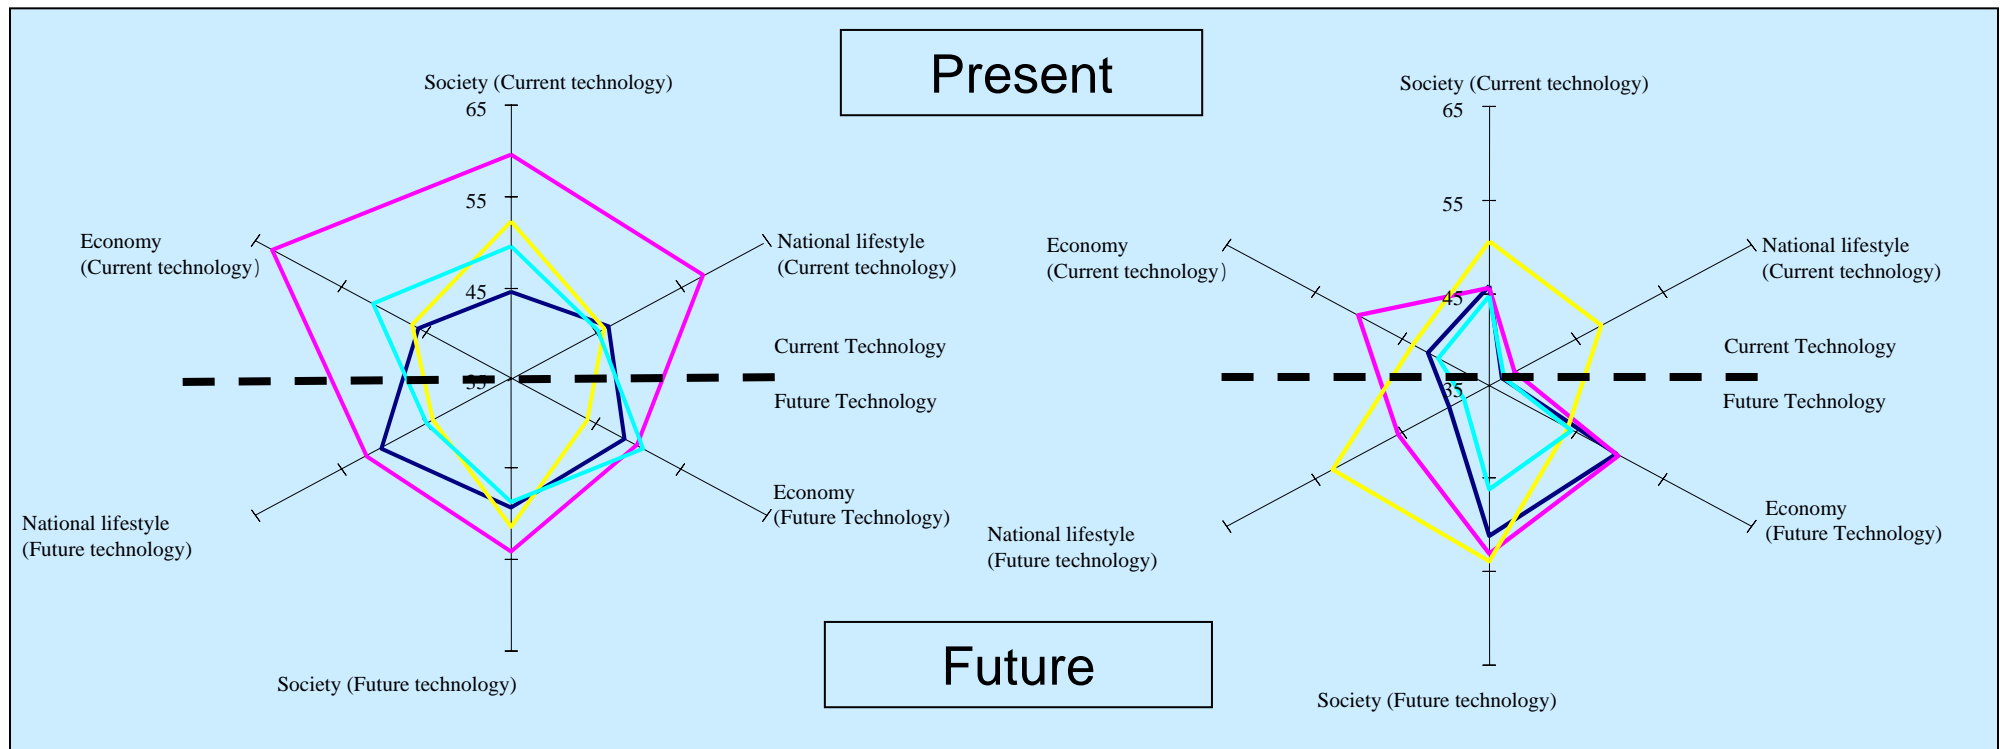 Present
Society (Current technology)
65
55
45
35
Economy
(Current technology)
National lifestyle
(Current technology)
Current Technology
Future Technology
Economy
(Future Technology)
National lifestyle
(Future technology)
Society (Future technology)
Society (Current technology)
65
55
45
35
Economy
(Current technology)
National lifestyle
(Current technology)
Current Technology
Future Technology
Economy
(Future Technology)
National lifestyle
(Future technology)
Society (Future technology)
Future